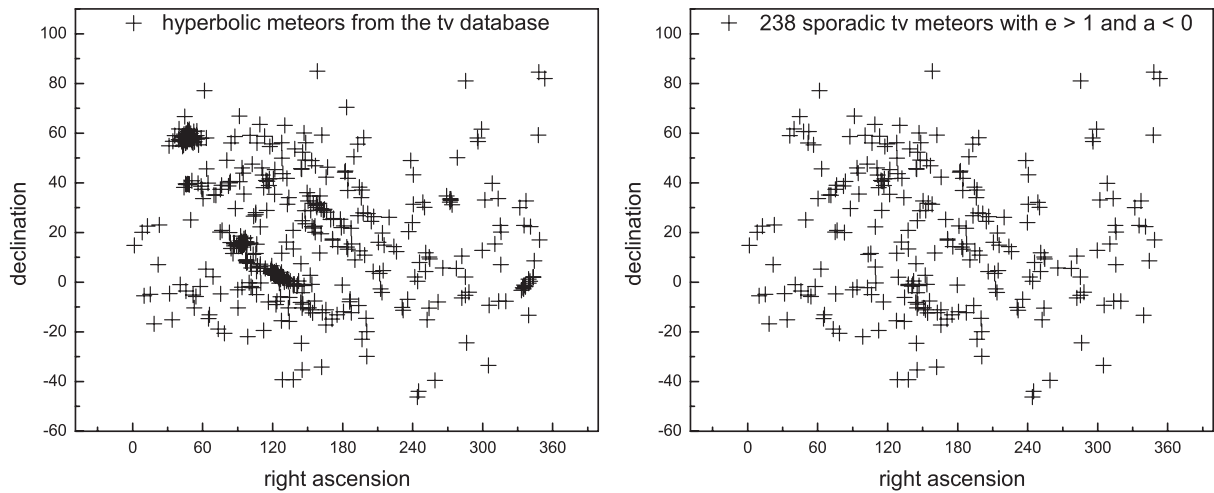 + hyperbolic meteors from the tv database
100
80
60
40
20
0
-20
-40
-60
declination
0 60 120 180 240 300 360
right ascension
+ 238 sporadic tv meteors with e > 1 and a < 0
100
80
60
40
20
0
-20
-40
-60
declination
0 60 120 180 240 300 360
right ascension